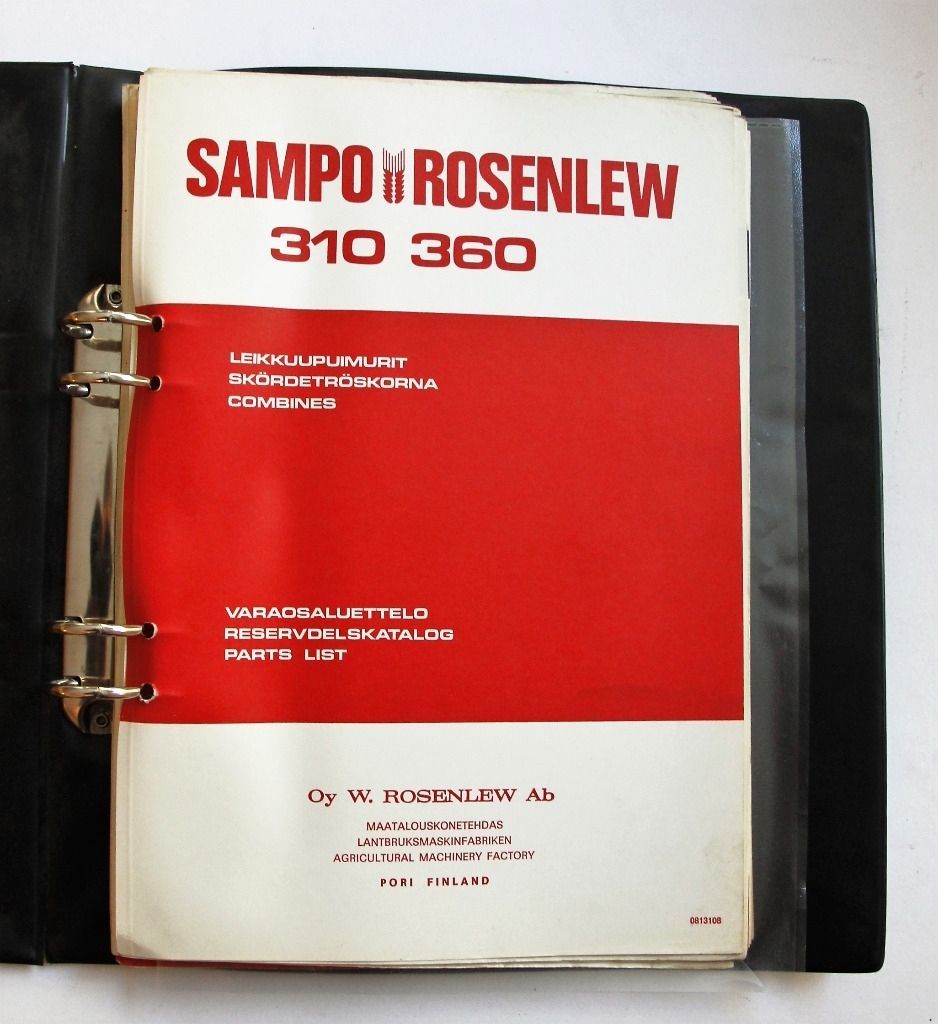 SAMPO ROSENLEW
310 360
LEIKKUUPUIMURIT
SKÖRDETRÖSKORNA
COMBINES
VARAOSALUETTELO
RESERVDELSKATALOG
PARTS LIST
Oy W. ROSENLEW Ab
MAATALOUSKONETEHDAS
LANTBRUKSMASKINFABRIKEN
AGRICULTURAL MACHINERY FACTORY
PORI FINLAND
0813108